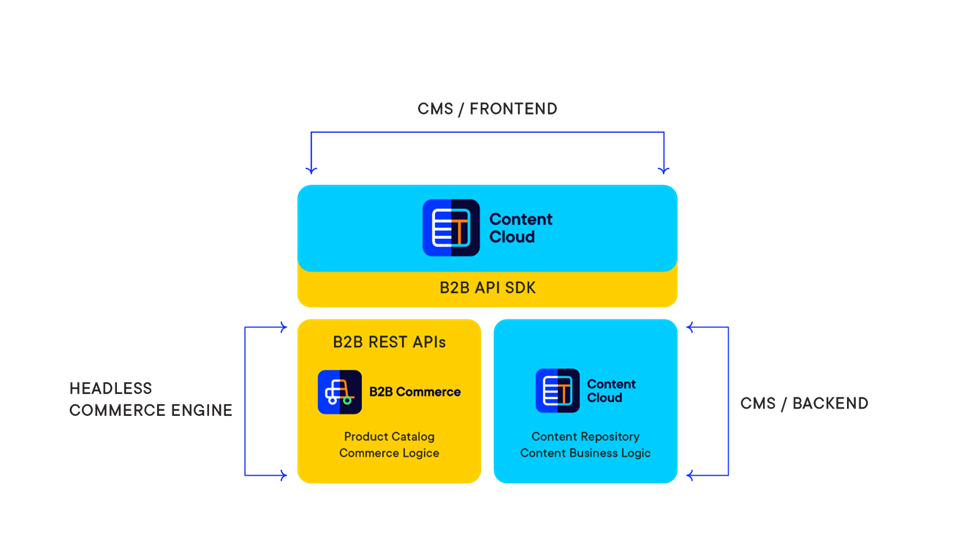 CMS / FRONTEND
Content
Cloud
B2B API SDK
HEADLESS
COMMERCE ENGINE
B2B REST APIs
B2B Commerce
Product Catalog
Commerce Logice
Content
Cloud
Content Repository
Content Business Logic
CMS / BACKEND